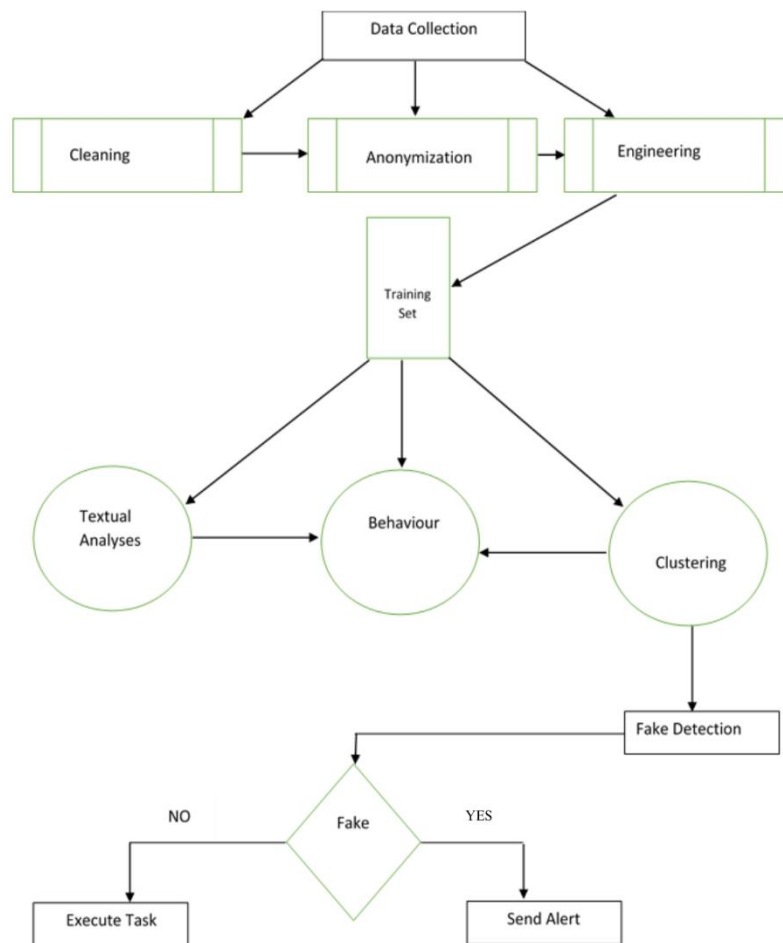 Data Collection
Cleaning
Anonymization
Engineering
Training
Set
Textual
Analyses
Behaviour
Clustering
Fake Detection
NO
Fake
YES
Execute Task
Send Alert